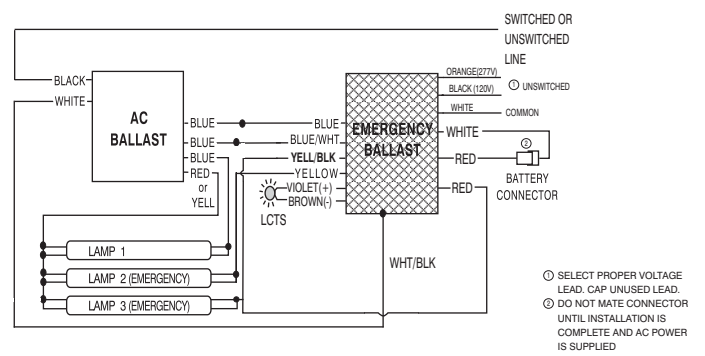 SWITCHED OR
UNSWITCHED
LINE
ORANGE(277V)
BLACK
BLACK (120V)
① UNSWITCHED
WHITE
WHITE
COMMON
AC
BALLAST
BLUE
BLUE
EMERGENCY
BALLAST
WHITE
②
BLUE
BLUE/WHT
BLUE
YELL/BLK
RED
RED
YELLOW
BATTERY
CONNECTOR
or
YELL
VIOLET(+)
BROWN(-)
RED
LCTS
LAMP 1
WHT/BLK
LAMP 2 (EMERGENCY)
LAMP 3 (EMERGENCY)
① SELECT PROPER VOLTAGE
LEAD. CAP UNUSED LEAD.
② DO NOT MATE CONNECTOR
UNTIL INSTALLATION IS
COMPLETE AND AC POWER
IS SUPPLIED